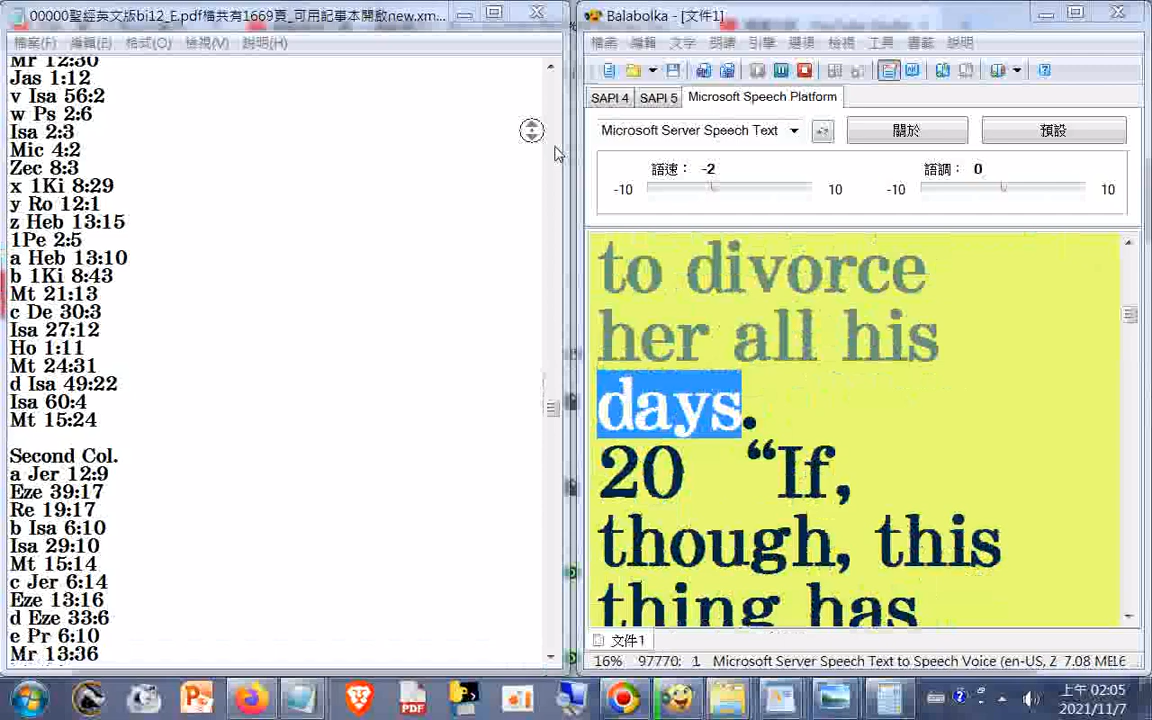 00000聖經英文版bi12_E.pdf檔共有1669頁_可用記事本開啟new.xm...
檔案(F) 編輯(E) 格式(O) 檢視(V) 說明(H)
Mr 12:30
Jas 1:12
v Isa 56:2
w Ps 2:6
Isa 2:3
Mic 4:2
Zec 8:3
x 1Ki 8:29
y Ro 12:1
z Heb 13:15
1Pe 2:5
a Heb 13:10
b 1Ki 8:43
Mt 21:13
c De 30:3
Isa 27:12
Ho 1:11
Mt 24:31
d Isa 49:22
Isa 60:4
Mt 15:24
Second Col.
a Jer 12:9
Eze 39:17
Re 19:17
b Isa 6:10
Isa 29:10
Mt 15:14
c Jer 6:14
Eze 13:16
d Eze 33:6
e Pr 6:10
Mr 13:36
Balabolka - [文件1]
檔案 編輯 文字 朗讀 引擎 選項 檢視 工具 書籤 說明
SAPI 4 SAPI 5 Microsoft Speech Platform
Microsoft Server Speech Text 關於 預設
語速： -2 語調： 0
-10 10 -10 10
to divorce
her all his
days.
20 “If,
though, this
thing has
文件1
16% 97770: 1 Microsoft Server Speech Text to Speech Voice (en-US, Z 7.08 MB
PDF
上午 02:05
2021/11/7